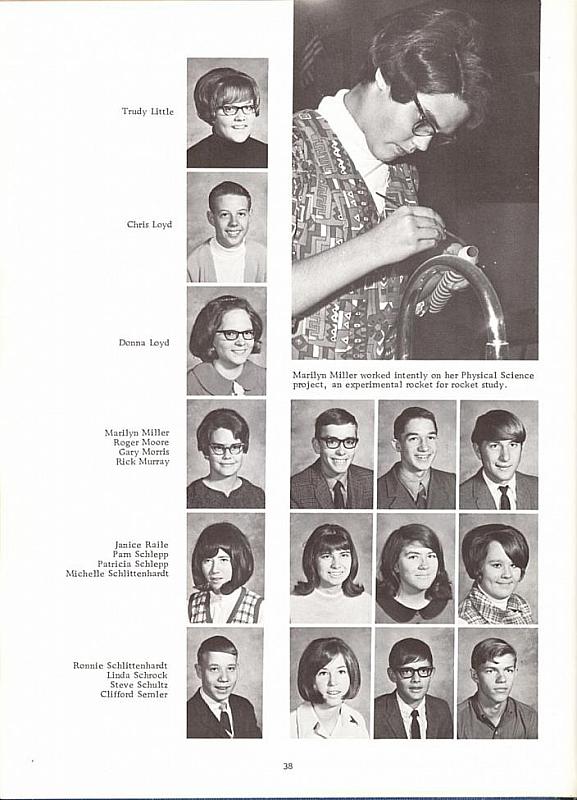 Trudy Little
Chris Loyd
Donna Loyd
Marilyn Miller worked intently on her Physical Science
project, an experimental rocket for rocket study.
Marilyn Miller
Roger Moore
Gary Morris
Rick Murray
Janice Raile
Pam Schlepp
Patricia Schlepp
Michelle Schlittenhardt
Ronnie Schlittenhardt
Linda Schrock
Steve Schultz
Clifford Semler
38